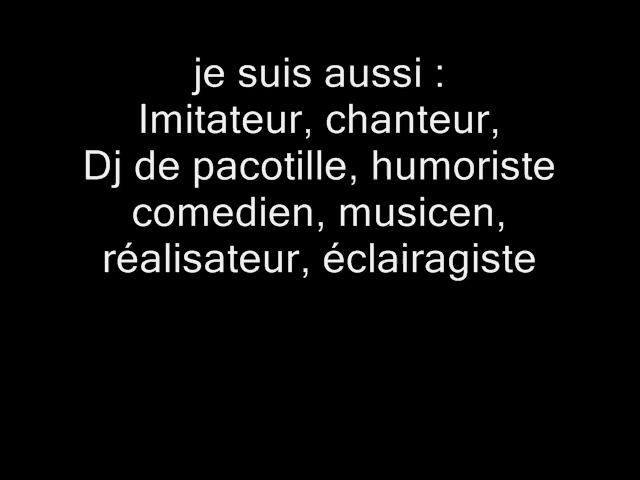 je suis aussi :
Imitateur, chanteur,
Dj de pacotille, humoriste
comedien, musicen,
réalisateur, éclairagiste